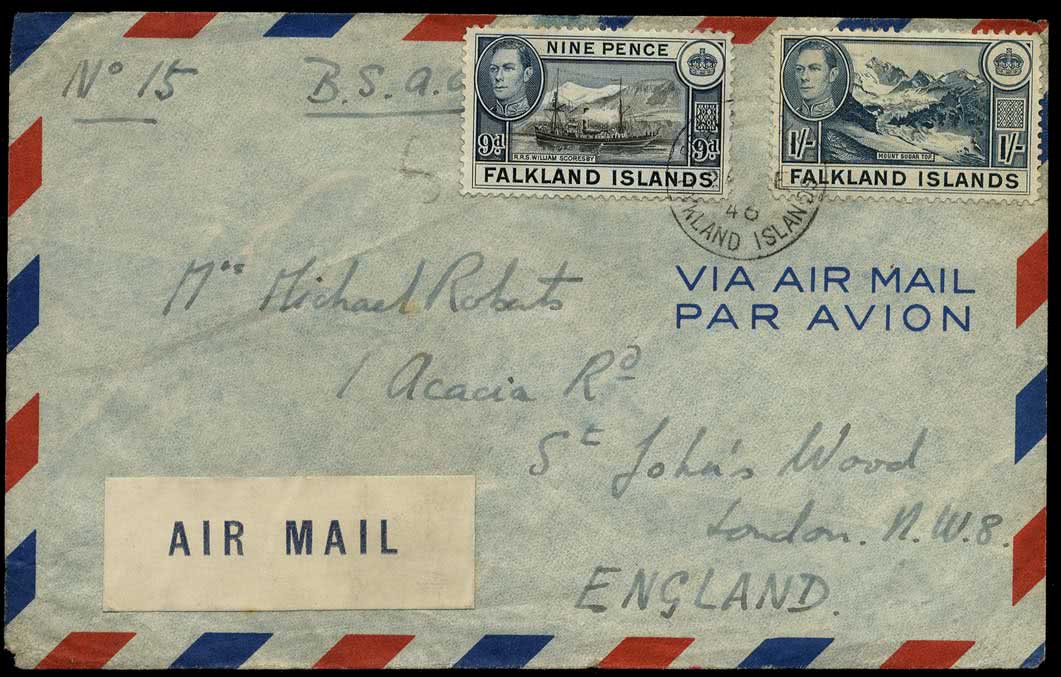 Nº 15 B.S.A.
NINE PENCE
9d 9d
R.R.S. WILLIAM SCORESBY
FALKLAND ISLANDS
1/- 1/-
MOUNT SUGAR TOP
FALKLAND ISLANDS
46
KLAND ISLANDS
VIA AIR MAIL
PAR AVION
Mrs Michael Roberts
1 Acacia Rd
St John's Wood
London. N.W.8.
ENGLAND.
AIR MAIL